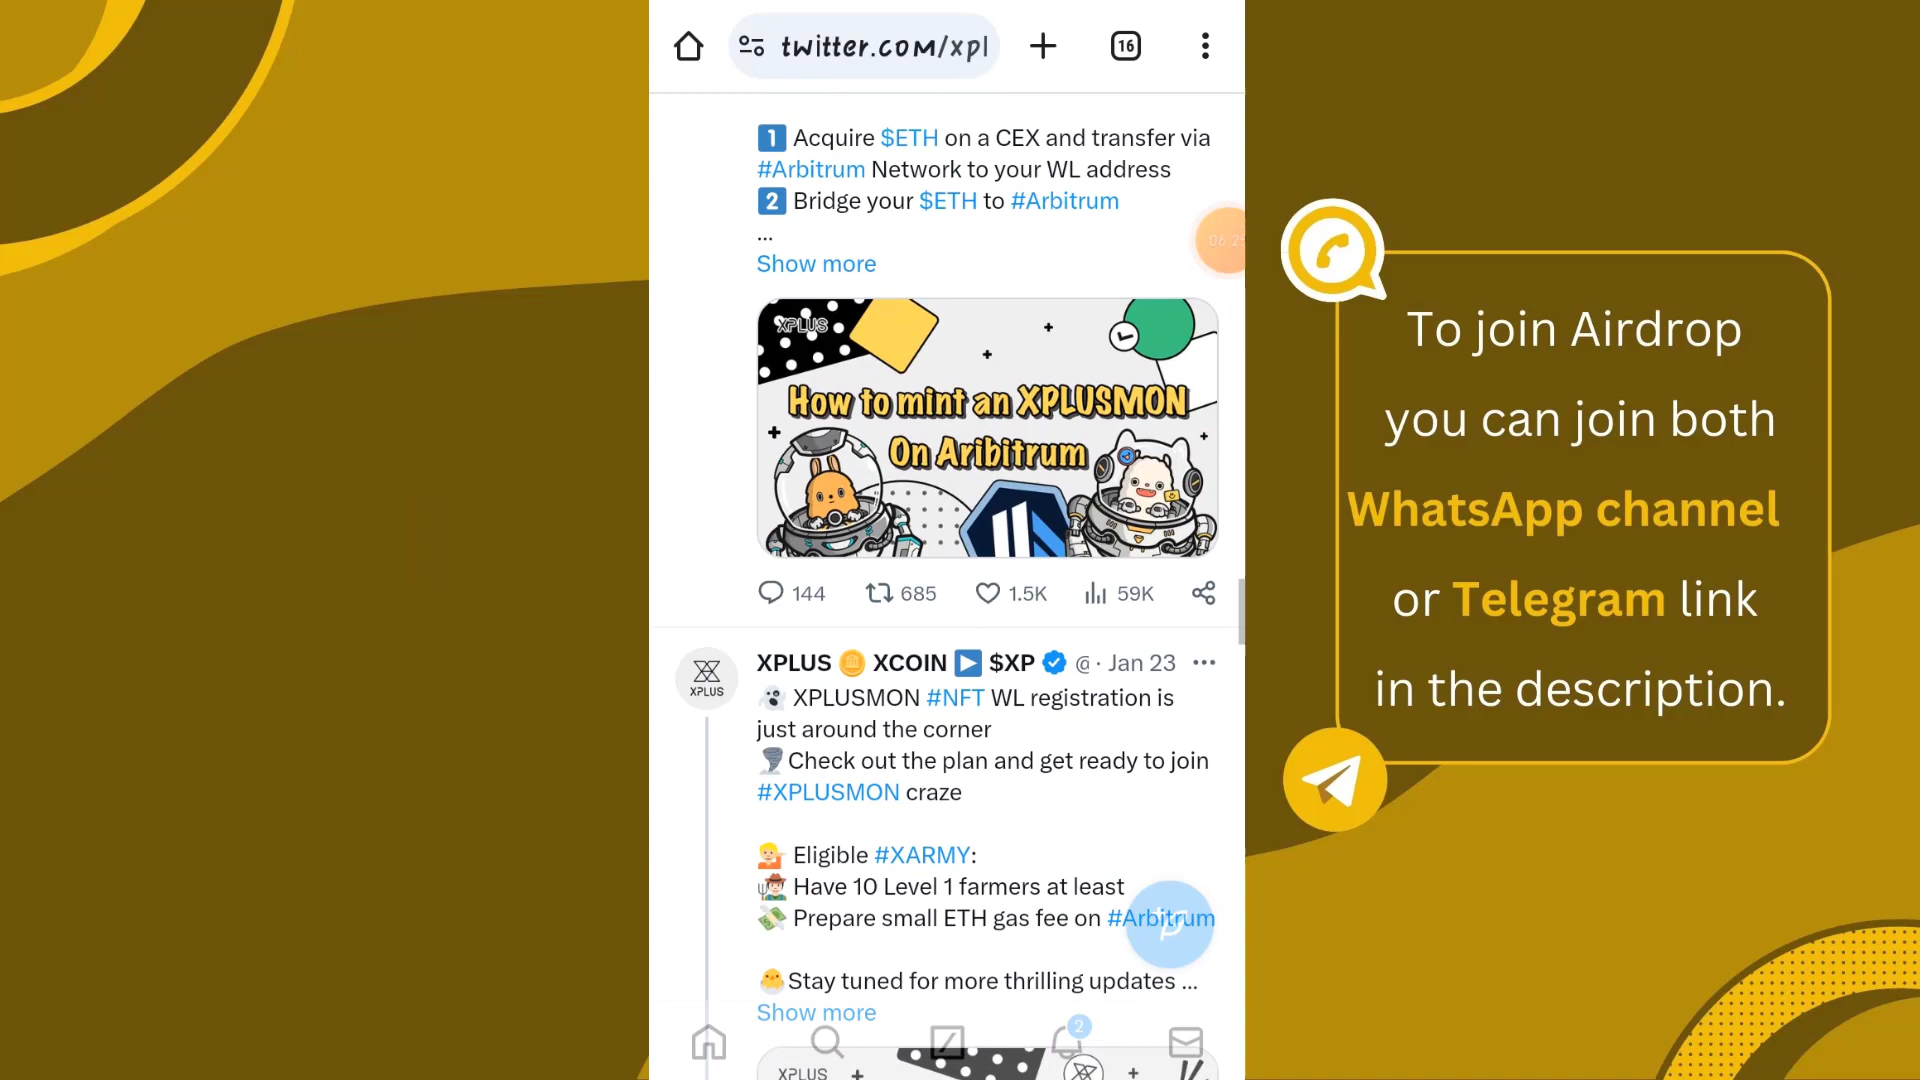 twitter.com/xpl
16
1 Acquire $ETH on a CEX and transfer via
#Arbitrum Network to your WL address
2 Bridge your $ETH to #Arbitrum
...
Show more
XPLUS
How to mint an XPLUSMON
On Aribitrum
144 685 1.5K 59K
XPLUS XCOIN $XP @ · Jan 23
XPLUS
XPLUSMON #NFT WL registration is
just around the corner
Check out the plan and get ready to join
#XPLUSMON craze
Eligible #XARMY:
Have 10 Level 1 farmers at least
Prepare small ETH gas fee on #Arbitrum
Stay tuned for more thrilling updates ...
Show more
2
XPLUS
To join Airdrop
you can join both
WhatsApp channel
or Telegram link
in the description.